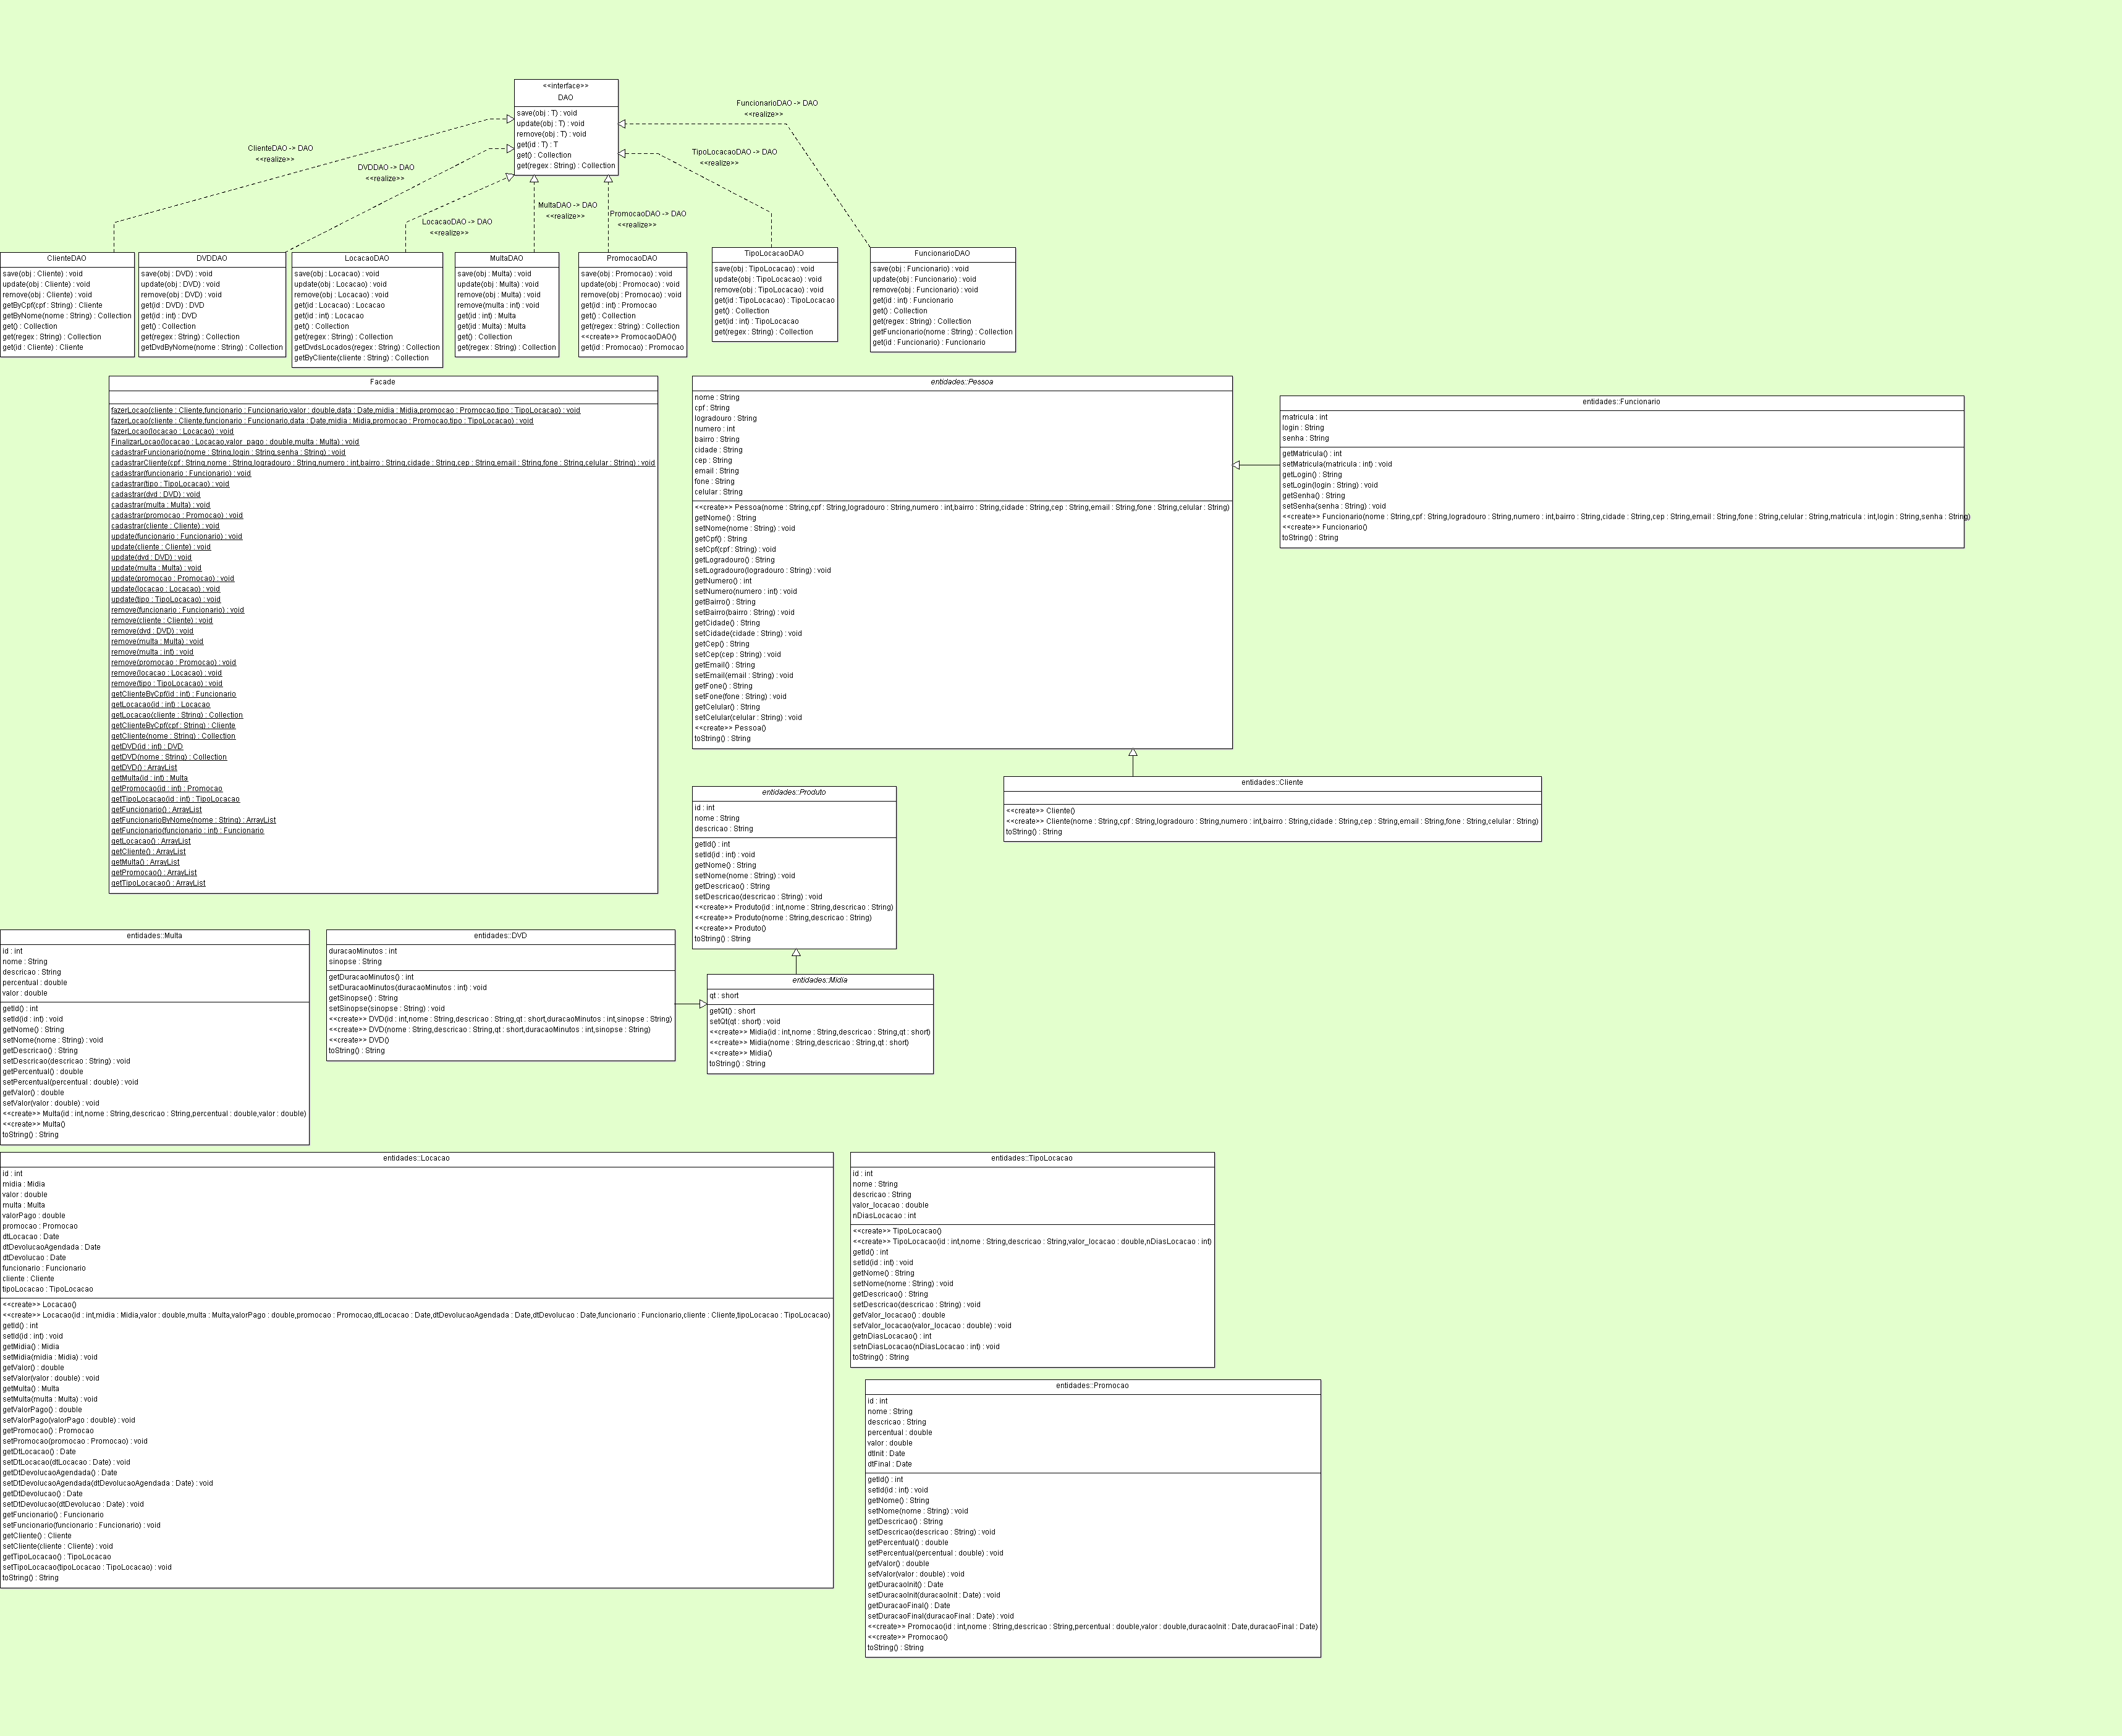 <<interface>>
DAO
save(obj : T) : void
update(obj : T) : void
remove(obj : T) : void
get(id : T) : T
get() : Collection
get(regex : String) : Collection
FuncionarioDAO -> DAO
<<realize>>
ClienteDAO -> DAO
<<realize>>
DVDDAO -> DAO
<<realize>>
TipoLocacaoDAO -> DAO
<<realize>>
LocacaoDAO -> DAO
<<realize>>
MultaDAO -> DAO
<<realize>>
PromocaoDAO -> DAO
<<realize>>
ClienteDAO
save(obj : Cliente) : void
update(obj : Cliente) : void
remove(obj : Cliente) : void
getByCpf(cpf : String) : Cliente
getByNome(nome : String) : Collection
get() : Collection
get(regex : String) : Collection
get(id : Cliente) : Cliente
DVDDAO
save(obj : DVD) : void
update(obj : DVD) : void
remove(obj : DVD) : void
get(id : DVD) : DVD
get(id : int) : DVD
get() : Collection
get(regex : String) : Collection
getDvdByNome(nome : String) : Collection
LocacaoDAO
save(obj : Locacao) : void
update(obj : Locacao) : void
remove(obj : Locacao) : void
get(id : Locacao) : Locacao
get(id : int) : Locacao
get() : Collection
get(regex : String) : Collection
getDvdsLocados(regex : String) : Collection
getByCliente(cliente : String) : Collection
MultaDAO
save(obj : Multa) : void
update(obj : Multa) : void
remove(obj : Multa) : void
remove(multa : int) : void
get(id : int) : Multa
get(id : Multa) : Multa
get() : Collection
get(regex : String) : Collection
PromocaoDAO
save(obj : Promocao) : void
update(obj : Promocao) : void
remove(obj : Promocao) : void
get(id : int) : Promocao
get() : Collection
get(regex : String) : Collection
<<create>> PromocaoDAO()
get(id : Promocao) : Promocao
TipoLocacaoDAO
save(obj : TipoLocacao) : void
update(obj : TipoLocacao) : void
remove(obj : TipoLocacao) : void
get(id : TipoLocacao) : TipoLocacao
get() : Collection
get(id : int) : TipoLocacao
get(regex : String) : Collection
FuncionarioDAO
save(obj : Funcionario) : void
update(obj : Funcionario) : void
remove(obj : Funcionario) : void
get(id : int) : Funcionario
get() : Collection
get(regex : String) : Collection
getFuncionario(nome : String) : Collection
get(id : Funcionario) : Funcionario
Facade
fazerLocao(cliente : Cliente,funcionario : Funcionario,valor : double,data : Date,midia : Midia,promocao : Promocao,tipo : TipoLocacao) : void
fazerLocao(cliente : Cliente,funcionario : Funcionario,data : Date,midia : Midia,promocao : Promocao,tipo : TipoLocacao) : void
fazerLocao(locacao : Locacao) : void
FinalizarLocao(locacao : Locacao,valor_pago : double,multa : Multa) : void
cadastrarFuncionario(nome : String,login : String,senha : String) : void
cadastrarCliente(cpf : String,nome : String,logradouro : String,numero : int,bairro : String,cidade : String,cep : String,email : String,fone : String,celular : String) : void
cadastrar(funcionario : Funcionario) : void
cadastrar(tipo : TipoLocacao) : void
cadastrar(dvd : DVD) : void
cadastrar(multa : Multa) : void
cadastrar(promocao : Promocao) : void
cadastrar(cliente : Cliente) : void
update(funcionario : Funcionario) : void
update(cliente : Cliente) : void
update(dvd : DVD) : void
update(multa : Multa) : void
update(promocao : Promocao) : void
update(locacao : Locacao) : void
update(tipo : TipoLocacao) : void
remove(funcionario : Funcionario) : void
remove(cliente : Cliente) : void
remove(dvd : DVD) : void
remove(multa : Multa) : void
remove(multa : int) : void
remove(promocao : Promocao) : void
remove(locacao : Locacao) : void
remove(tipo : TipoLocacao) : void
getClienteByCpf(id : int) : Funcionario
getLocacao(id : int) : Locacao
getLocacao(cliente : String) : Collection
getClienteByCpf(cpf : String) : Cliente
getCliente(nome : String) : Collection
getDVD(id : int) : DVD
getDVD(nome : String) : Collection
getDVD() : ArrayList
getMulta(id : int) : Multa
getPromocao(id : int) : Promocao
getTipoLocacao(id : int) : TipoLocacao
getFuncionario() : ArrayList
getFuncionarioByNome(nome : String) : ArrayList
getFuncionario(funcionario : int) : Funcionario
getLocacao() : ArrayList
getCliente() : ArrayList
getMulta() : ArrayList
getPromocao() : ArrayList
getTipoLocacao() : ArrayList
entidades::Pessoa
nome : String
cpf : String
logradouro : String
numero : int
bairro : String
cidade : String
cep : String
email : String
fone : String
celular : String
<<create>> Pessoa(nome : String,cpf : String,logradouro : String,numero : int,bairro : String,cidade : String,cep : String,email : String,fone : String,celular : String)
getNome() : String
setNome(nome : String) : void
getCpf() : String
setCpf(cpf : String) : void
getLogradouro() : String
setLogradouro(logradouro : String) : void
getNumero() : int
setNumero(numero : int) : void
getBairro() : String
setBairro(bairro : String) : void
getCidade() : String
setCidade(cidade : String) : void
getCep() : String
setCep(cep : String) : void
getEmail() : String
setEmail(email : String) : void
getFone() : String
setFone(fone : String) : void
getCelular() : String
setCelular(celular : String) : void
<<create>> Pessoa()
toString() : String
entidades::Funcionario
matricula : int
login : String
senha : String
getMatricula() : int
setMatricula(matricula : int) : void
getLogin() : String
setLogin(login : String) : void
getSenha() : String
setSenha(senha : String) : void
<<create>> Funcionario(nome : String,cpf : String,logradouro : String,numero : int,bairro : String,cidade : String,cep : String,email : String,fone : String,celular : String,matricula : int,login : String,senha : String)
<<create>> Funcionario()
toString() : String
entidades::Cliente
<<create>> Cliente()
<<create>> Cliente(nome : String,cpf : String,logradouro : String,numero : int,bairro : String,cidade : String,cep : String,email : String,fone : String,celular : String)
toString() : String
entidades::Produto
id : int
nome : String
descricao : String
getId() : int
setId(id : int) : void
getNome() : String
setNome(nome : String) : void
getDescricao() : String
setDescricao(descricao : String) : void
<<create>> Produto(id : int,nome : String,descricao : String)
<<create>> Produto(nome : String,descricao : String)
<<create>> Produto()
toString() : String
entidades::Multa
id : int
nome : String
descricao : String
percentual : double
valor : double
getId() : int
setId(id : int) : void
getNome() : String
setNome(nome : String) : void
getDescricao() : String
setDescricao(descricao : String) : void
getPercentual() : double
setPercentual(percentual : double) : void
getValor() : double
setValor(valor : double) : void
<<create>> Multa(id : int,nome : String,descricao : String,percentual : double,valor : double)
<<create>> Multa()
toString() : String
entidades::DVD
duracaoMinutos : int
sinopse : String
getDuracaoMinutos() : int
setDuracaoMinutos(duracaoMinutos : int) : void
getSinopse() : String
setSinopse(sinopse : String) : void
<<create>> DVD(id : int,nome : String,descricao : String,qt : short,duracaoMinutos : int,sinopse : String)
<<create>> DVD(nome : String,descricao : String,qt : short,duracaoMinutos : int,sinopse : String)
<<create>> DVD()
toString() : String
entidades::Midia
qt : short
getQt() : short
setQt(qt : short) : void
<<create>> Midia(id : int,nome : String,descricao : String,qt : short)
<<create>> Midia(nome : String,descricao : String,qt : short)
<<create>> Midia()
toString() : String
entidades::Locacao
id : int
midia : Midia
valor : double
multa : Multa
valorPago : double
promocao : Promocao
dtLocacao : Date
dtDevolucaoAgendada : Date
dtDevolucao : Date
funcionario : Funcionario
cliente : Cliente
tipoLocacao : TipoLocacao
<<create>> Locacao()
<<create>> Locacao(id : int,midia : Midia,valor : double,multa : Multa,valorPago : double,promocao : Promocao,dtLocacao : Date,dtDevolucaoAgendada : Date,dtDevolucao : Date,funcionario : Funcionario,cliente : Cliente,tipoLocacao : TipoLocacao)
getId() : int
setId(id : int) : void
getMidia() : Midia
setMidia(midia : Midia) : void
getValor() : double
setValor(valor : double) : void
getMulta() : Multa
setMulta(multa : Multa) : void
getValorPago() : double
setValorPago(valorPago : double) : void
getPromocao() : Promocao
setPromocao(promocao : Promocao) : void
getDtLocacao() : Date
setDtLocacao(dtLocacao : Date) : void
getDtDevolucaoAgendada() : Date
setDtDevolucaoAgendada(dtDevolucaoAgendada : Date) : void
getDtDevolucao() : Date
setDtDevolucao(dtDevolucao : Date) : void
getFuncionario() : Funcionario
setFuncionario(funcionario : Funcionario) : void
getCliente() : Cliente
setCliente(cliente : Cliente) : void
getTipoLocacao() : TipoLocacao
setTipoLocacao(tipoLocacao : TipoLocacao) : void
toString() : String
entidades::TipoLocacao
id : int
nome : String
descricao : String
valor_locacao : double
nDiasLocacao : int
<<create>> TipoLocacao()
<<create>> TipoLocacao(id : int,nome : String,descricao : String,valor_locacao : double,nDiasLocacao : int)
getId() : int
setId(id : int) : void
getNome() : String
setNome(nome : String) : void
getDescricao() : String
setDescricao(descricao : String) : void
getValor_locacao() : double
setValor_locacao(valor_locacao : double) : void
getnDiasLocacao() : int
setnDiasLocacao(nDiasLocacao : int) : void
toString() : String
entidades::Promocao
id : int
nome : String
descricao : String
percentual : double
valor : double
dtInit : Date
dtFinal : Date
getId() : int
setId(id : int) : void
getNome() : String
setNome(nome : String) : void
getDescricao() : String
setDescricao(descricao : String) : void
getPercentual() : double
setPercentual(percentual : double) : void
getValor() : double
setValor(valor : double) : void
getDuracaoInit() : Date
setDuracaoInit(duracaoInit : Date) : void
getDuracaoFinal() : Date
setDuracaoFinal(duracaoFinal : Date) : void
<<create>> Promocao(id : int,nome : String,descricao : String,percentual : double,valor : double,duracaoInit : Date,duracaoFinal : Date)
<<create>> Promocao()
toString() : String